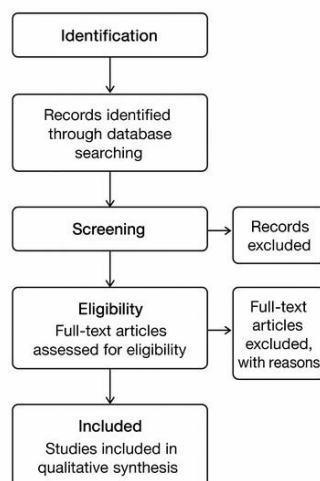 Identification
Records identified
through database
searching
Screening
Records
excluded
Eligibility
Full-text articles
assessed for eligibility
Full-text
articles
excluded,
with reasons
Included
Studies included in
qualitative synthesis